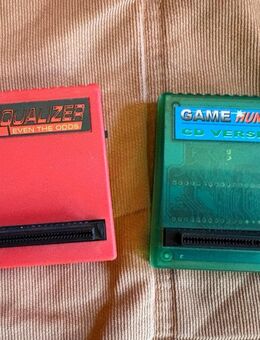 QUALIZER
EVEN THE ODDS
GAME HUN
CD VERSI